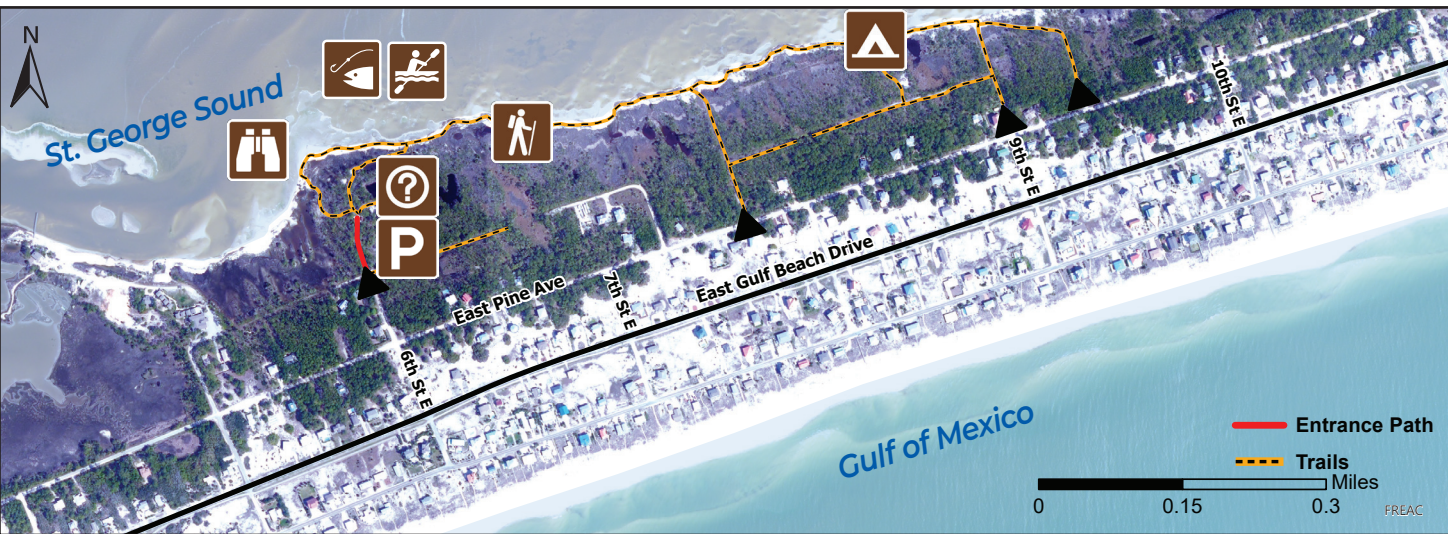 N
St. George Sound
?
P
10th St E
9th St E
East Gulf Beach Drive
East Pine Ave
7th St E
6th St E
Gulf of Mexico
Entrance Path
Trails
Miles
0 0.15 0.3
FREAC